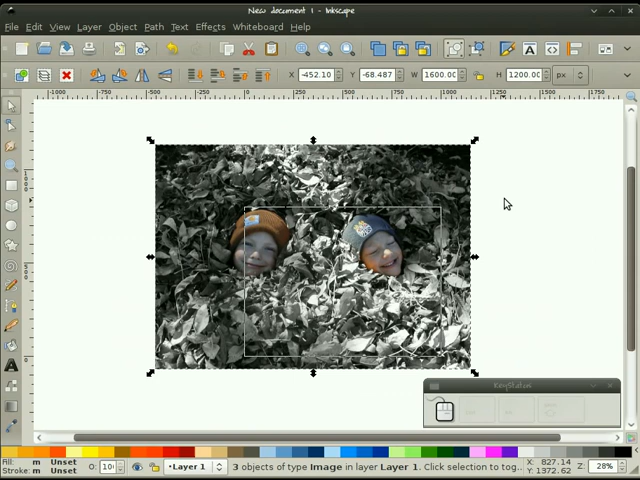 New document 1 - Inkscape
File Edit View Layer Object Path Text Effects Whiteboard Help
X -452.10 Y -68.487 W 1600.00 H 1200.00 px
-1000 -750 -500 -250 0 250 500 750 1000 1250 1500 1750
KeyStatus
Fill: m Unset
Stroke: m Unset
O: 10
•Layer 1
3 objects of type Image in layer Layer 1. Click selection to tog...
X: 827.14
Y: 1372.62
Z: 28%